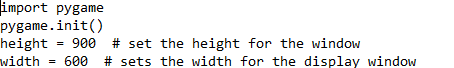 import pygame
pygame.init()
height = 900  # set the height for the window
width = 600  # sets the width for the display window